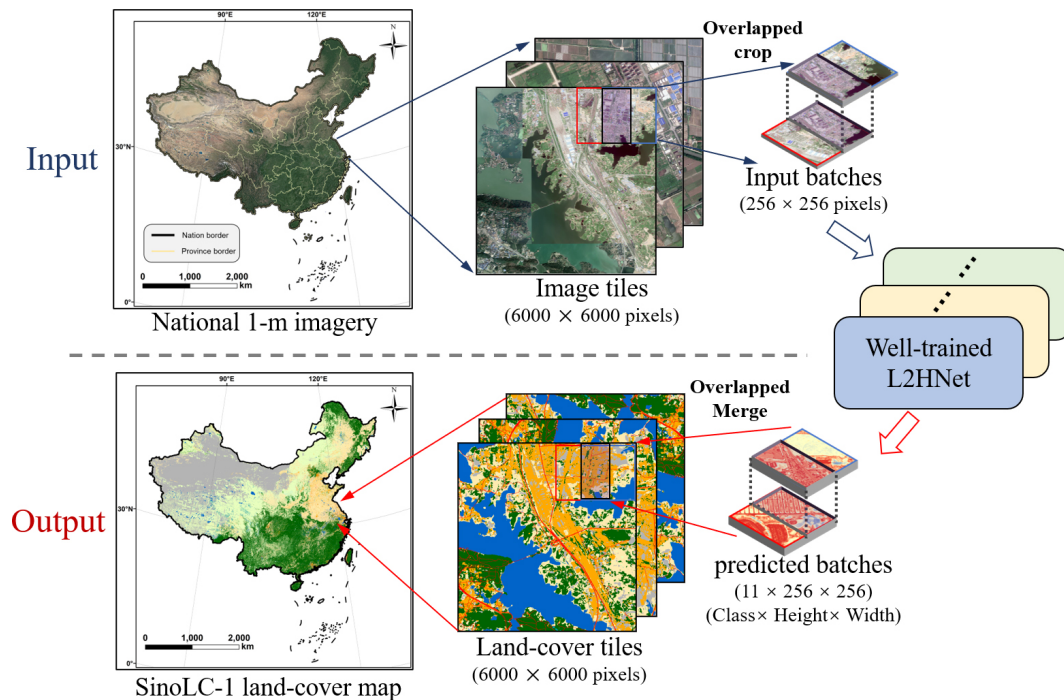 Input
90°E
120°E
N
30°N
0°
Nation border
Province border
0
1,000
2,000
km
National 1-m imagery
Image tiles
(6000 × 6000 pixels)
Overlapped
crop
Input batches
(256 × 256 pixels)
Well-trained
L2HNet
Output
90°E
120°E
N
30°N
0°
0
1,000
2,000
km
SinoLC-1 land-cover map
Land-cover tiles
(6000 × 6000 pixels)
Overlapped
Merge
predicted batches
(11 × 256 × 256)
(Class× Height× Width)